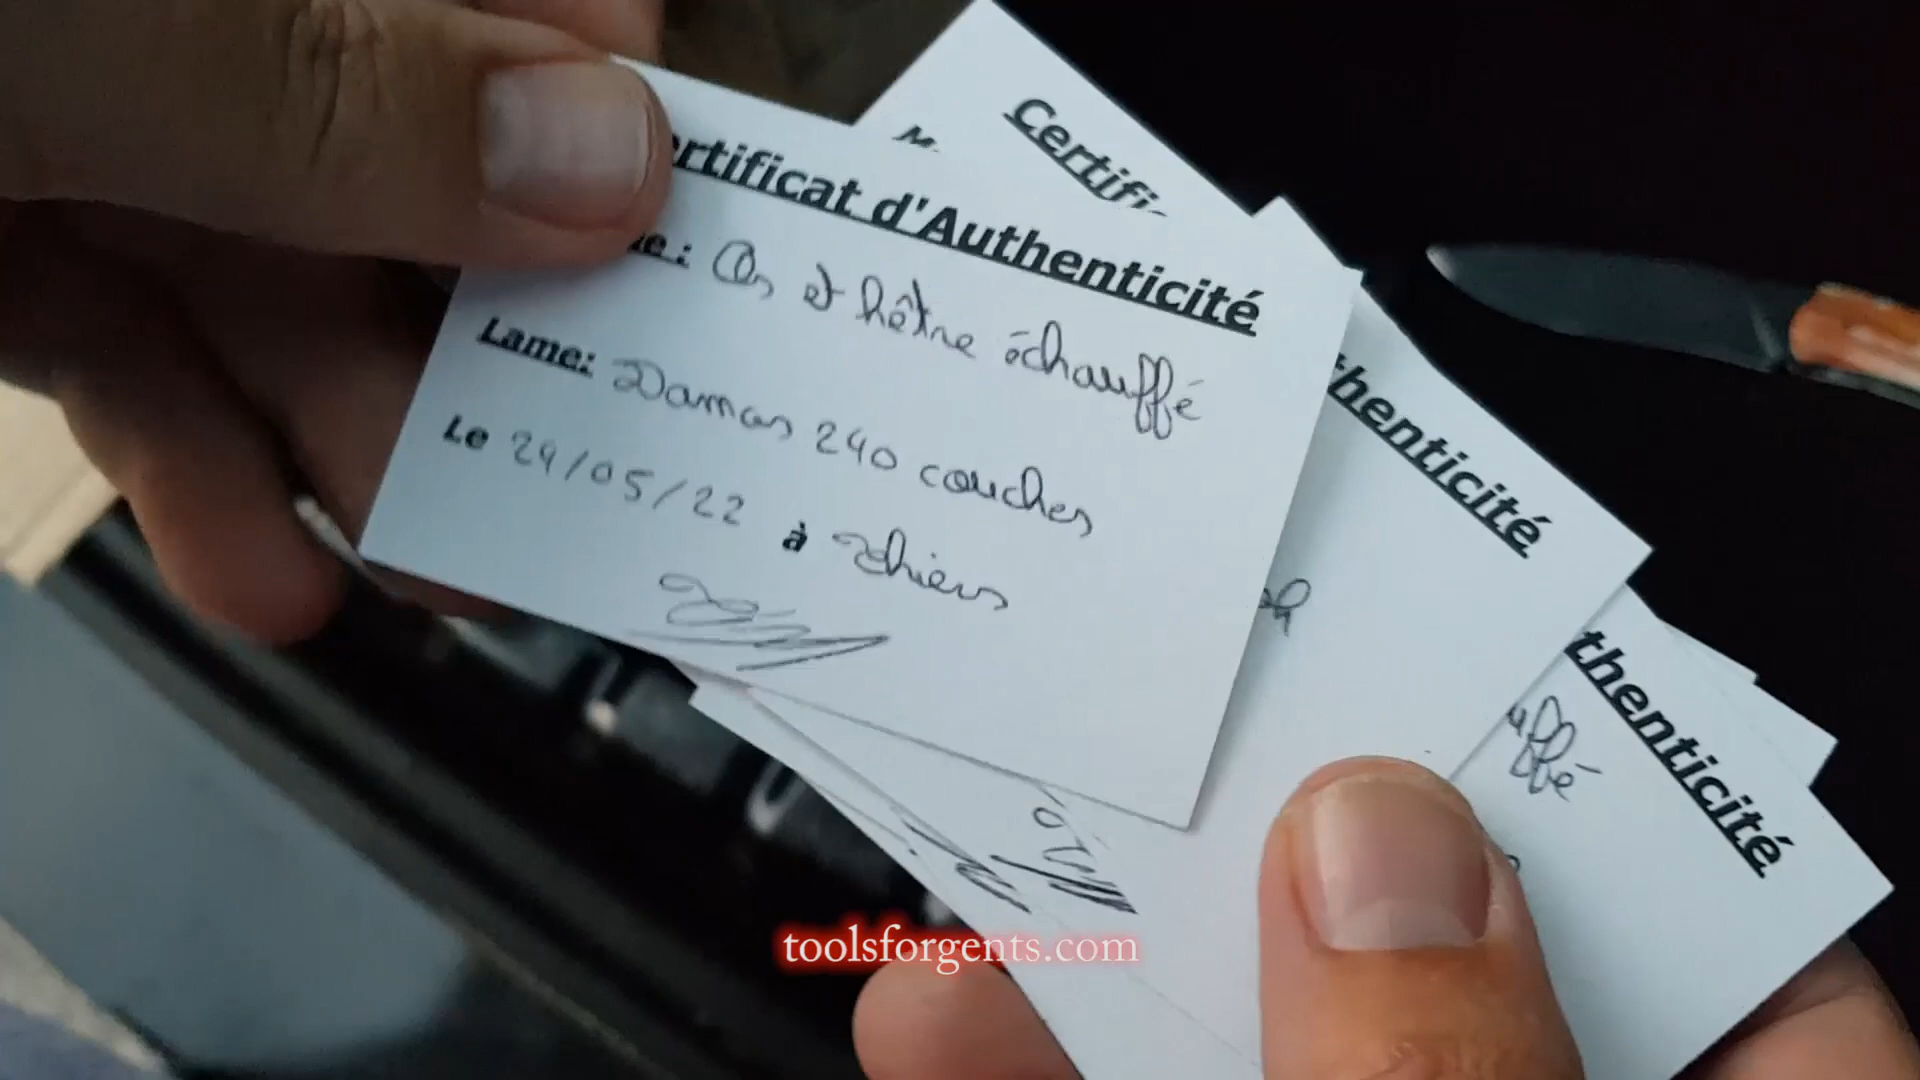 rtificat d'Authenticité
e : Os et hêtre échauffé
Lame: Damas 240 couches
Le 24/05/22 à Thiers
M.
Certifi
thenticité
thenticité
uffé
toolsforgents.com